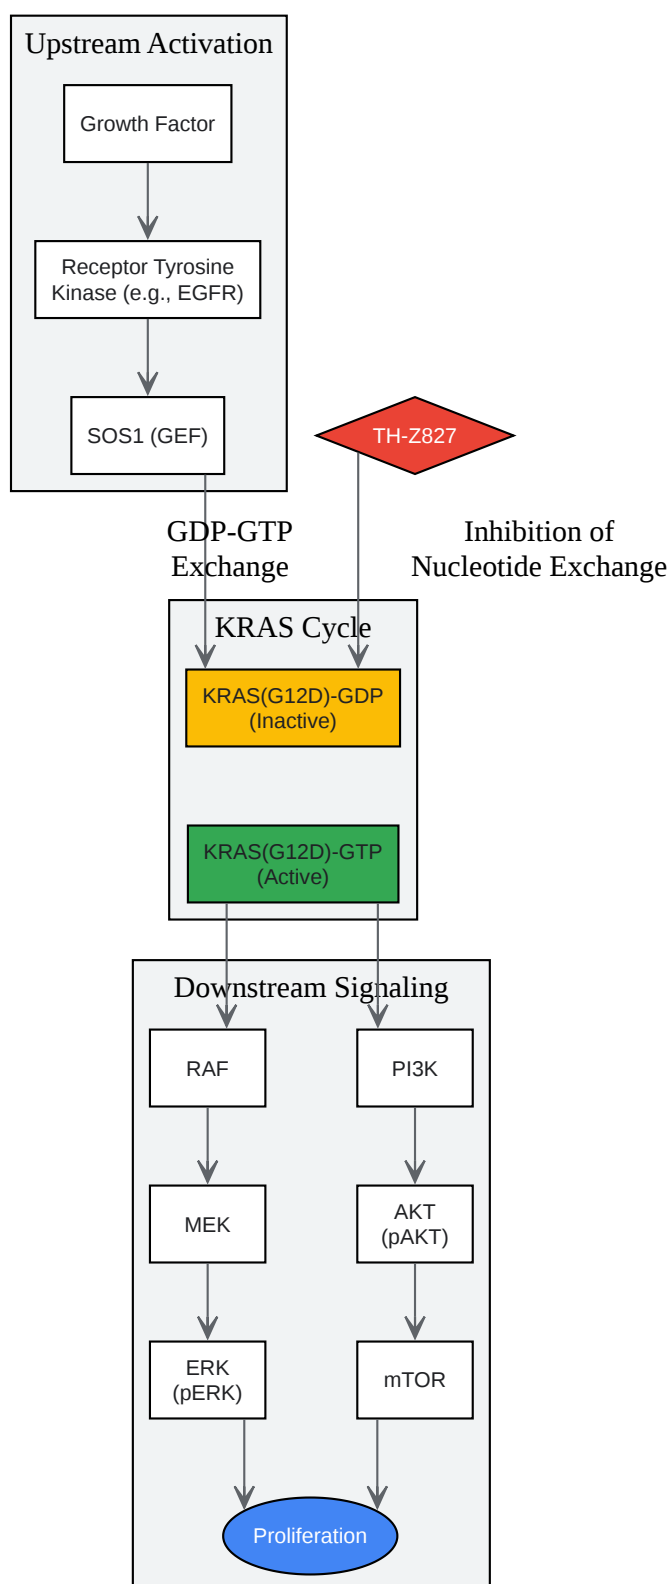 Upstream Activation
Growth Factor
Receptor Tyrosine
Kinase (e.g., EGFR)
SOS1 (GEF)
TH-Z827
GDP-GTP
Exchange
Inhibition of
Nucleotide Exchange
KRAS Cycle
KRAS(G12D)-GDP
(Inactive)
KRAS(G12D)-GTP
(Active)
Downstream Signaling
RAF
PI3K
MEK
AKT
(pAKT)
ERK
(pERK)
mTOR
Proliferation